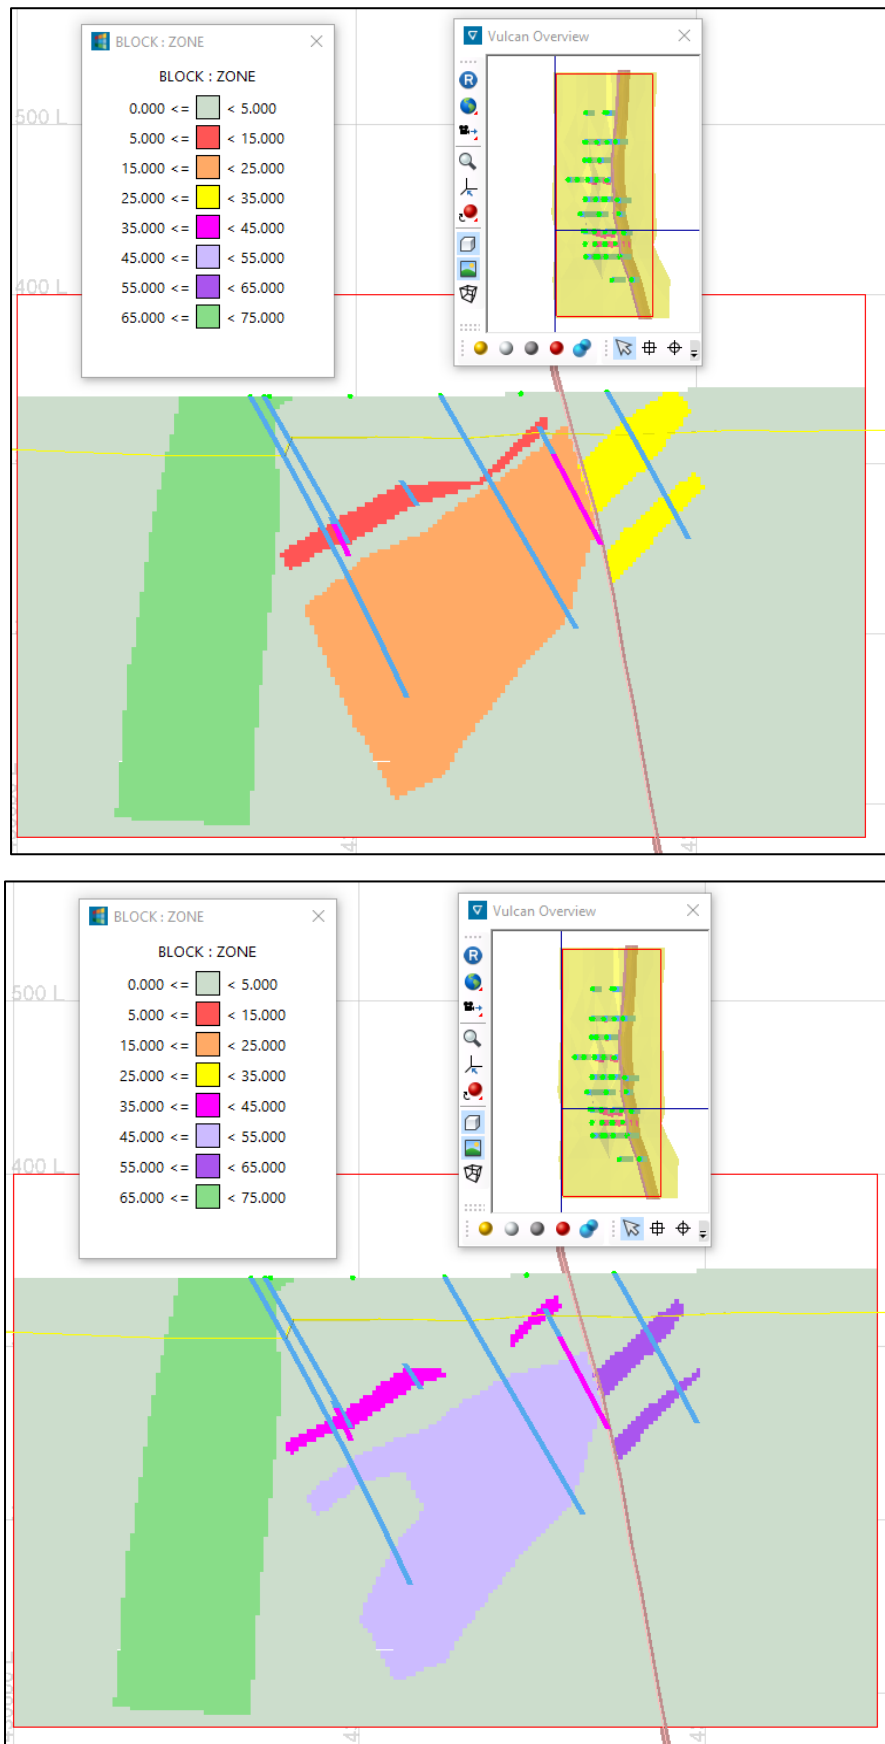 BLOCK : ZONE
BLOCK : ZONE
0.000 <= < 5.000
5.000 <= < 15.000
15.000 <= < 25.000
25.000 <= < 35.000
35.000 <= < 45.000
45.000 <= < 55.000
55.000 <= < 65.000
65.000 <= < 75.000
Vulcan Overview
R
500 L
400 L
BLOCK : ZONE
BLOCK : ZONE
0.000 <= < 5.000
5.000 <= < 15.000
15.000 <= < 25.000
25.000 <= < 35.000
35.000 <= < 45.000
45.000 <= < 55.000
55.000 <= < 65.000
65.000 <= < 75.000
Vulcan Overview
R
500 L
400 L